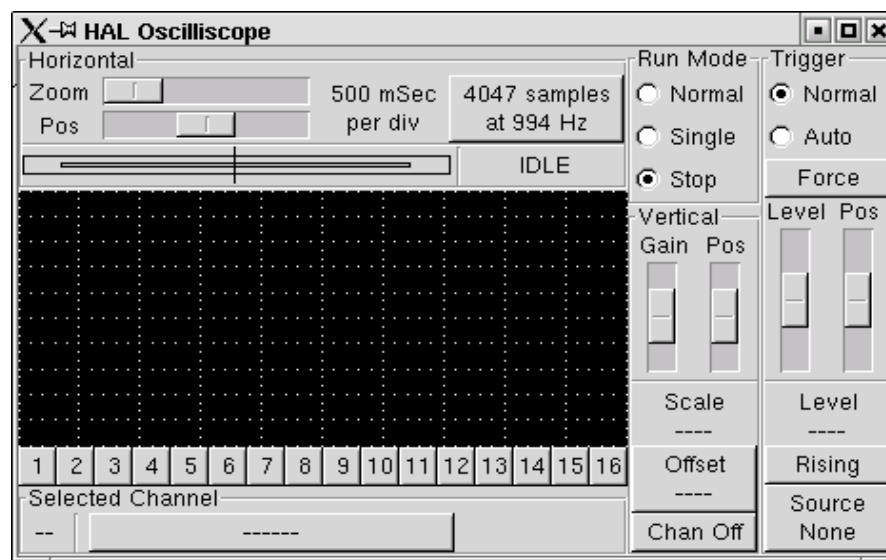 HAL Oscilliscope
Horizontal
Zoom
Pos
500 mSec
per div
4047 samples
at 994 Hz
IDLE
Run Mode
Normal
Single
Stop
Trigger
Normal
Auto
Force
Level Pos
Vertical
Gain Pos
Scale
----
Level
----
1 2 3 4 5 6 7 8 9 10 11 12 13 14 15 16
Offset
----
Rising
Selected Channel
--
------
Chan Off
Source
None